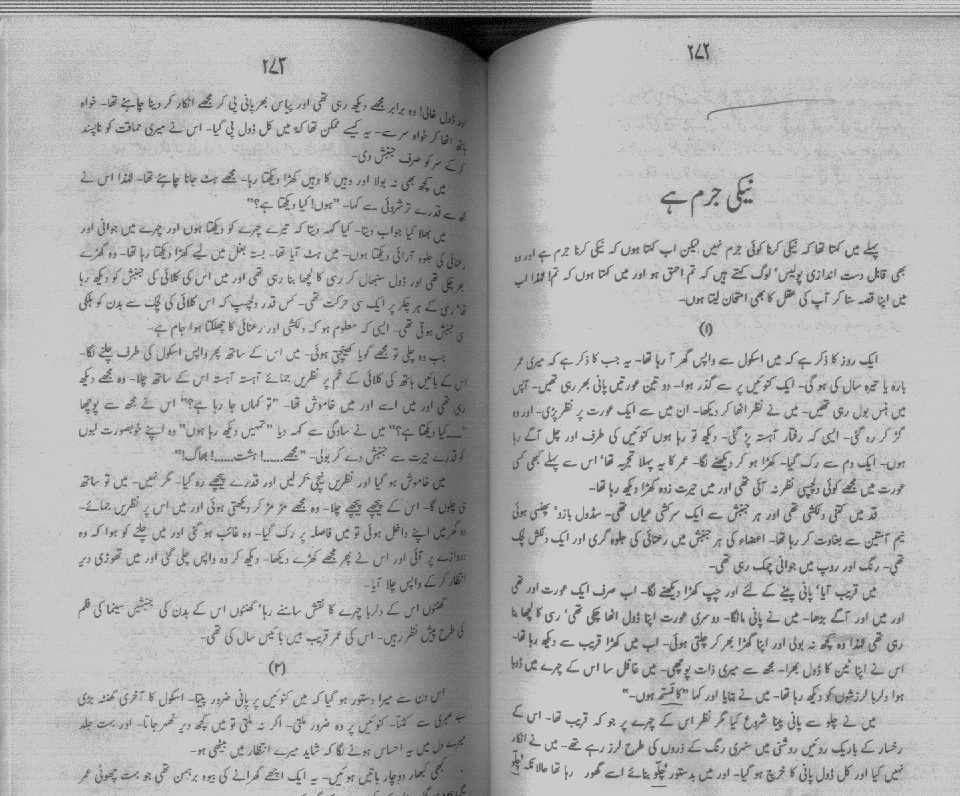 ۲۷۲
نیکی جرم ہے
پہلے میں کہتا تھا کہ نیکی کرنا کوئی جرم نہیں لیکن اب کہتا ہوں کہ نیکی کرنا جرم ہے اور وہ
بھی قابل دست اندازی پولیس' لوگ کہتے ہیں کہ تم احمق ہو اور میں کہتا ہوں کہ تم! لہٰذا اب
میں اپنا قصہ سنا کر آپ کی عقل کا بھی امتحان لیتا ہوں۔
(۱)
ایک روز کا ذکر ہے کہ میں اسکول سے واپس گھر آ رہا تھا۔ یہ جب کا ذکر ہے کہ میری عمر
بارہ یا تیرہ سال کی ہوگی۔ ایک کنوئیں پر سے گذر ہوا۔ دو تین عورتیں پانی بھر رہی تھیں۔ آپس
میں ہنس بول رہی تھیں۔ میں نے نظر اٹھا کر دیکھا۔ ان میں سے ایک عورت پر نظر پڑی۔ اور وہ
گڑ کر رہ گئی۔ ایسی کہ رفتار آہستہ پڑ گئی۔ دیکھ تو رہا ہوں کنوئیں کی طرف اور چل آگے رہا
ہوں۔ ایک دم سے رک گیا۔ کھڑا ہو کر دیکھنے لگا۔ عمر کا یہ پہلا تجربہ تھا' اس سے پہلے کبھی کسی
عورت میں مجھے کوئی دلچسپی نظر نہ آئی تھی اور میں حیرت زدہ کھڑا دیکھ رہا تھا۔
قد میں کتنی دلکشی تھی اور ہر جنبش سے ایک سرکشی عیاں تھی۔ سڈول بازو' پھنسی ہوئی
نیم آستین سے بغاوت کر رہا تھا۔ اعضاء کی ہر جنبش میں رعنائی کی جلوہ گری اور ایک دلکش لچک
تھی۔ رنگ اور روپ میں جوانی چمک رہی تھی۔
میں قریب آیا' پانی پینے کے لئے اور چپ کھڑا دیکھنے لگا۔ اب صرف ایک عورت اور تھی
اور میں اور آگے بڑھا۔ میں نے پانی مانگا۔ دوسری عورت اپنا ڈول اٹھا چکی تھی' رسی کا لچھا بنا
رہی تھی لہٰذا وہ کچھ نہ بولی اور اپنا گھڑا بھر کر چلتی ہوئی۔ اب میں کھڑا قریب سے دیکھ رہا تھا۔
اس نے اپنا ٹین کا ڈول بھرا۔ مجھ سے میری ذات پوچھی۔ میں غافل سا اس کے چہرے میں ڈوبا
ہوا دلربا لرزشوں کو دیکھ رہا تھا۔ میں نے بتایا اور کہا "کائستھ ہوں۔"
میں نے چلو سے پانی پینا شروع کیا مگر نظر اس کے چہرے پر جو کہ قریب تھا۔ اس کے
رخسار کے باریک روئیں روشنی میں سنہری رنگ کے ذروں کی طرح لرز رہے تھے۔ میں نے انکار
نہیں کیا اور کل ڈول پانی کا خرچ ہو گیا۔ اور میں بدستور چلّو بنائے اسے گھور رہا تھا حالانکہ چلّو
۲۷۳
اور ڈول خالی! وہ برابر مجھے دیکھ رہی تھی اور پیاس بھر پانی پی کر مجھے انکار کر دینا چاہئے تھا۔ خواہ
ہاتھ اٹھا کر خواہ سر سے۔ یہ کیسے ممکن تھا کہ میں کل ڈول پی گیا۔ اس نے میری حماقت کو ناپسند
کر کے سر کو صرف جنبش دی۔
میں کچھ بھی نہ بولا اور وہیں کا وہیں کھڑا دیکھتا رہا۔ مجھے ہٹ جانا چاہئے تھا۔ لہٰذا اس نے
مجھ سے قدرے ترشروئی سے کہا۔ "ہوں! کیا دیکھتا ہے؟"
میں بھلا کیا جواب دیتا۔ کیا کہہ دیتا کہ تیرے چہرے کو دیکھتا ہوں اور چہرے میں جوانی اور
رعنائی کی جلوہ آرائی دیکھتا ہوں۔ میں ہٹ آیا تھا۔ بستہ بغل میں لیے کھڑا دیکھتا رہا تھا۔ وہ گھڑے
بھر چکی تھی اور ڈول سنبھال کر رسی کا لچھا بنا رہی تھی اور میں اس کی کلائی کی جنبش کو دیکھ رہا
تھا' رسی کے ہر چکر پر ایک سی حرکت تھی۔ کس قدر دلچسپ کہ اس کلائی کی لچک سے بدن کو ہلکی
سی جنبش ہوتی تھی۔ ایسی کہ معلوم ہو کہ دلکشی اور رعنائی کا چھلکتا ہوا جام ہے۔
جب وہ چلی تو مجھے گویا کھینچتی ہوئی۔ میں اس کے ساتھ پھر واپس اسکول کی طرف چلنے لگا۔
اس کے بائیں ہاتھ کی کلائی کے خم پر نظریں جمائے آہستہ آہستہ اس کے ساتھ چلا۔ وہ مجھے دیکھ
رہی تھی اور میں اسے اور میں خاموش تھا۔ "تو کہاں جا رہا ہے؟" اس نے مجھ سے پوچھا
"......کیا دیکھتا ہے؟" میں نے سادگی سے کہہ دیا "تمہیں دیکھ رہا ہوں" وہ اپنے خوبصورت لبوں
کو قدرے حیرت سے جنبش دے کر بولی۔ "مجھے......! ہشت......! بھاگ!"
میں خاموش ہو گیا اور نظریں نیچی کر لیں اور قدرے پیچھے رہ گیا۔ مگر نہیں۔ میں تو ساتھ
ہی چلوں گا۔ اس کے پیچھے پیچھے چلا۔ وہ مجھے مڑ مڑ کر دیکھتی ہوئی اور میں اس پر نظریں جمائے۔
وہ گھر میں اپنے داخل ہوئی تو میں فاصلہ پر رک گیا۔ وہ غائب ہو گئی اور میں چلنے کو ہوا کہ وہ
دروازے پر آئی اور اس نے پھر مجھے کھڑے دیکھا۔ دیکھ کر وہ واپس چلی گئی اور میں تھوڑی دیر
انتظار کر کے واپس چلا آیا۔
گھنٹوں اس کے دلربا چہرے کا نقش سامنے رہا' گھنٹوں اس کے بدن کی جنبشیں سینما کی فلم
کی طرح پیش نظر رہیں۔ اس کی عمر قریب بیس بائیس سال کی تھی۔
(۲)
اس دن سے میرا دستور ہو گیا کہ میں کنوئیں پر پانی ضرور پیتا۔ اسکول کا آخری گھنٹہ بڑی
بے صبری سے کٹتا۔ کنوئیں پر وہ ضرور ملتی۔ اگر نہ ملتی تو میں کچھ دیر ٹھہر جاتا۔ اور بہت جلد
میرے دل میں یہ احساس ہونے لگا کہ شاید میرے انتظار میں بیٹھی ہو۔
کبھی کبھار دوچار باتیں ہوئیں۔ یہ ایک اچھے گھرانے کی بیوہ برہمن تھی جو بہت چھوٹی عمر